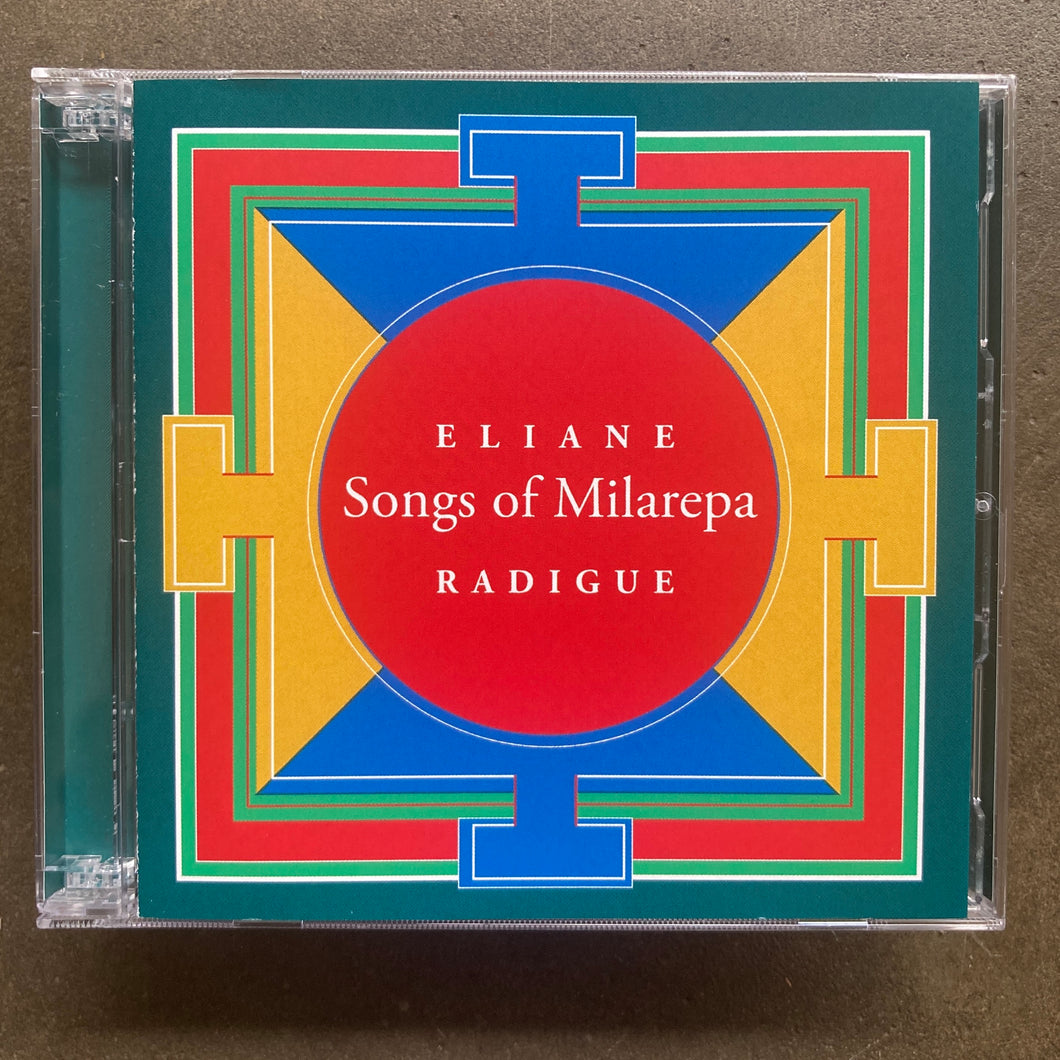 ELIANE
Songs of Milarepa
RADIGUE